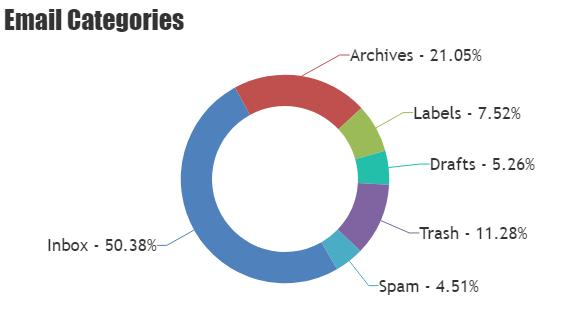 Email Categories
Archives - 21.05%
Labels - 7.52%
Drafts - 5.26%
Trash - 11.28%
Inbox - 50.38%
Spam - 4.51%